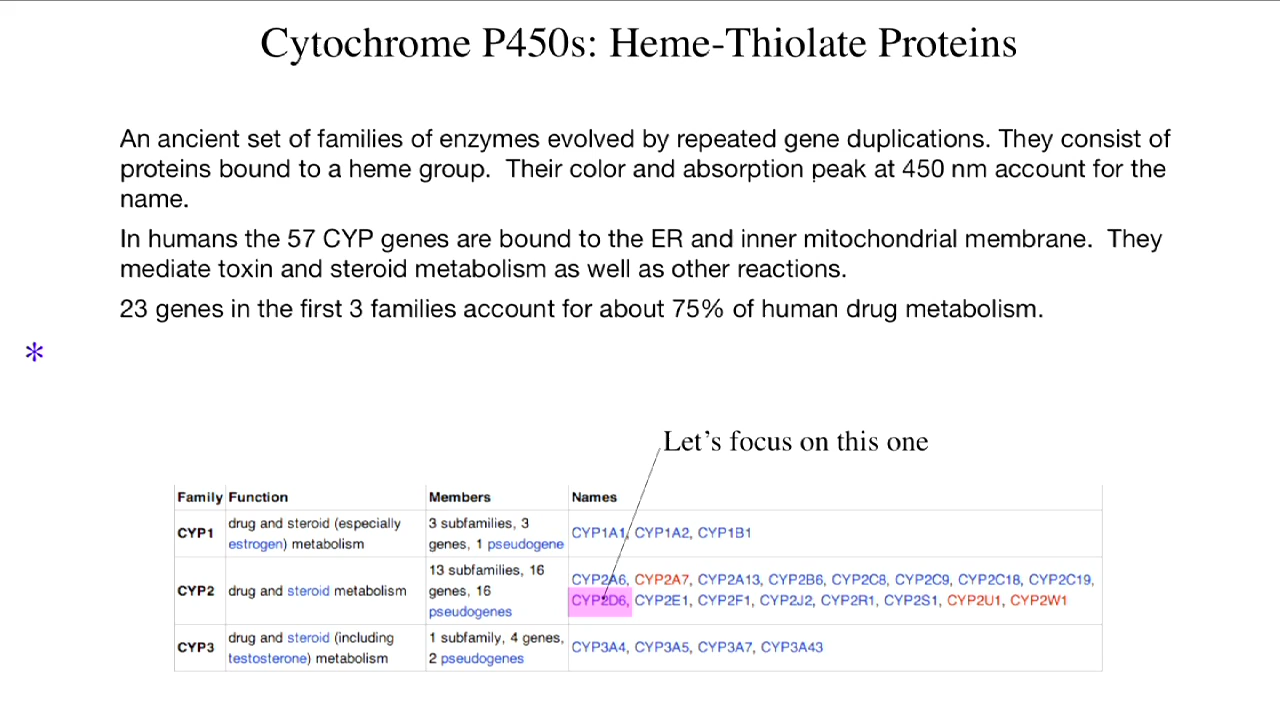 Cytochrome P450s: Heme-Thiolate Proteins
An ancient set of families of enzymes evolved by repeated gene duplications. They consist of
proteins bound to a heme group.  Their color and absorption peak at 450 nm account for the
name.
In humans the 57 CYP genes are bound to the ER and inner mitochondrial membrane.  They
mediate toxin and steroid metabolism as well as other reactions.
23 genes in the first 3 families account for about 75% of human drug metabolism.
*
Let's focus on this one
Family Function Members Names
CYP1
drug and steroid (especially
estrogen) metabolism
3 subfamilies, 3
genes, 1 pseudogene
CYP1A1, CYP1A2, CYP1B1
CYP2
drug and steroid metabolism
13 subfamilies, 16
genes, 16
pseudogenes
CYP2A6, CYP2A7, CYP2A13, CYP2B6, CYP2C8, CYP2C9, CYP2C18, CYP2C19,
CYP2D6, CYP2E1, CYP2F1, CYP2J2, CYP2R1, CYP2S1, CYP2U1, CYP2W1
CYP3
drug and steroid (including
testosterone) metabolism
1 subfamily, 4 genes,
2 pseudogenes
CYP3A4, CYP3A5, CYP3A7, CYP3A43